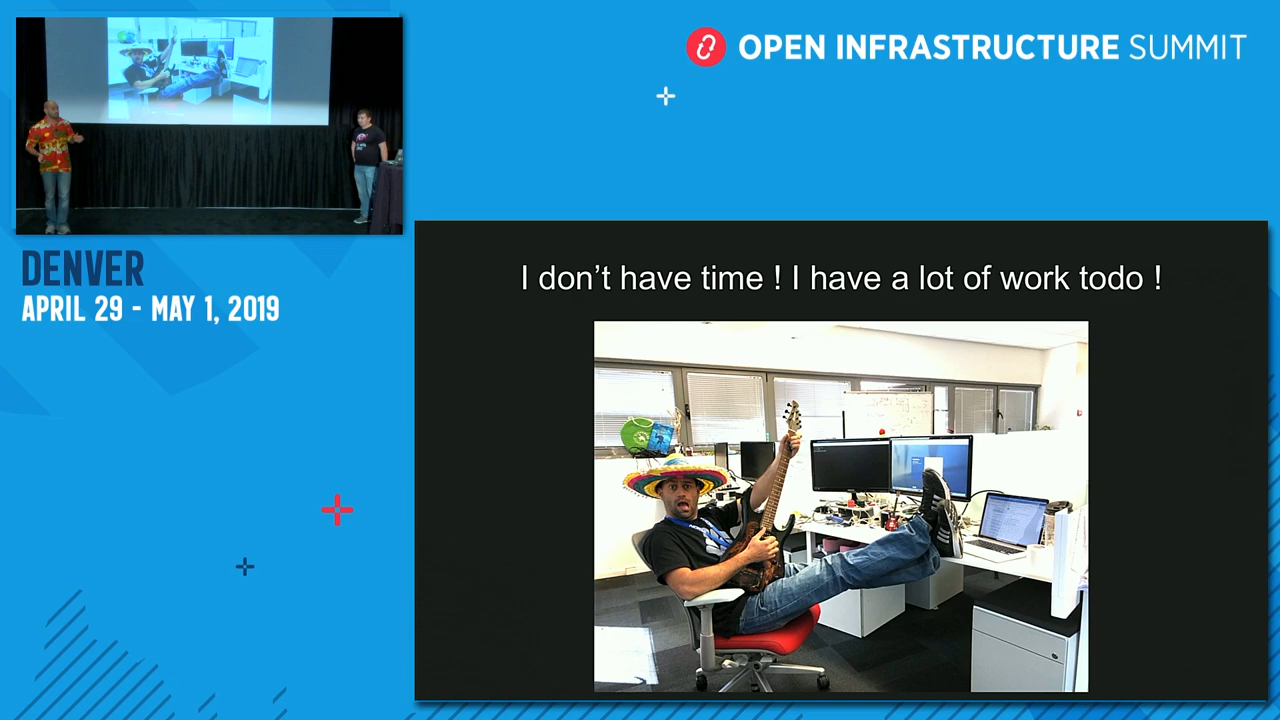 OPEN INFRASTRUCTURE SUMMIT
DENVER
APRIL 29 - MAY 1, 2019
I don’t have time ! I have a lot of work todo !